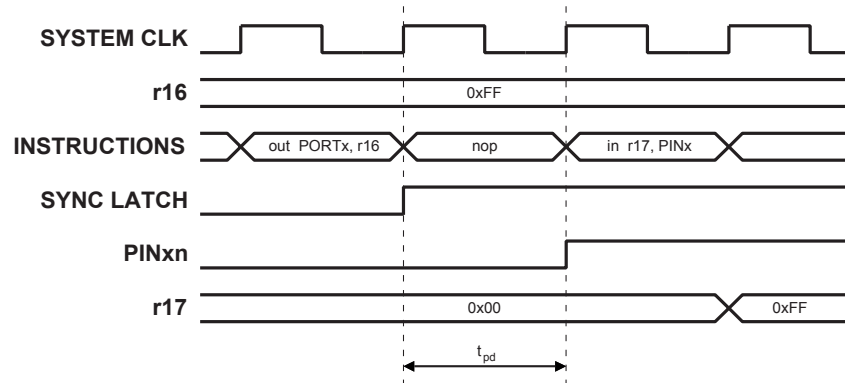 SYSTEM CLK
r16
0xFF
INSTRUCTIONS
out PORTx, r16
nop
in r17, PINx
SYNC LATCH
PINxn
r17
0x00
0xFF
tpd